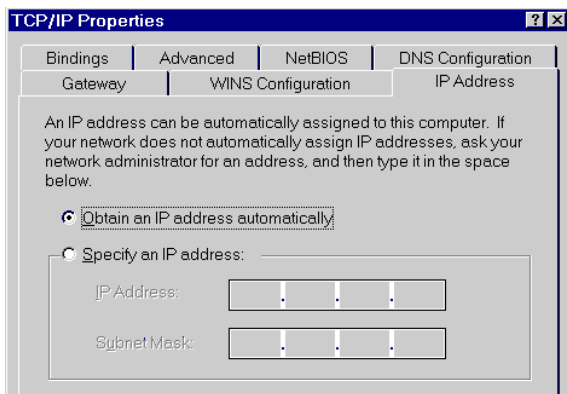 TCP/IP Properties
Bindings Advanced NetBIOS DNS Configuration
Gateway WINS Configuration IP Address
An IP address can be automatically assigned to this computer. If
your network does not automatically assign IP addresses, ask your
network administrator for an address, and then type it in the space
below.
Obtain an IP address automatically
Specify an IP address:
IP Address:
Subnet Mask: